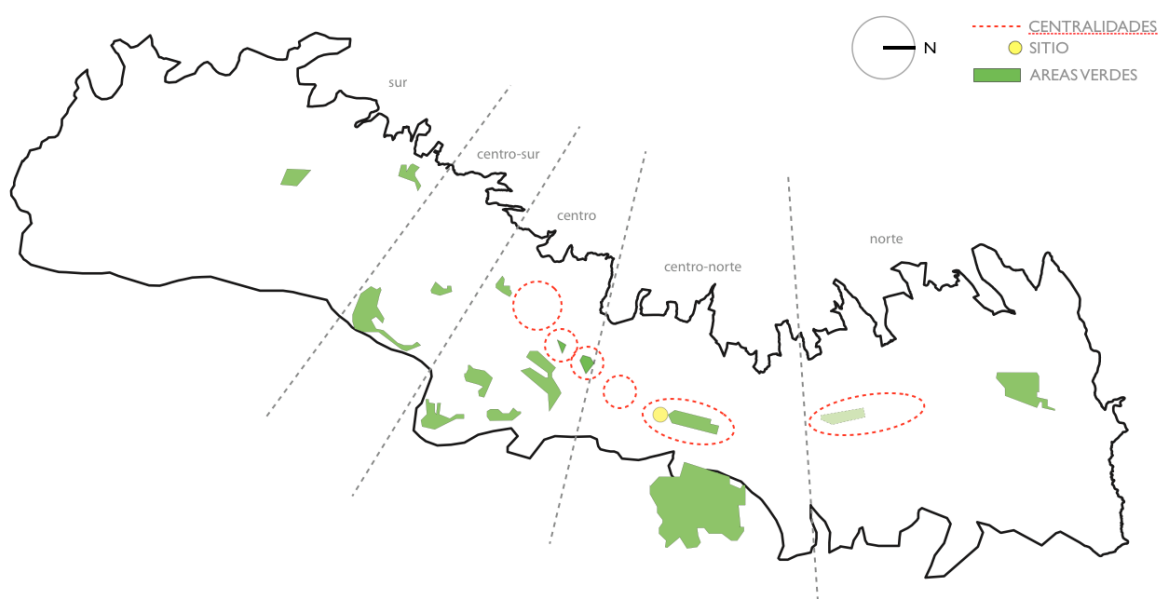 N
CENTRALIDADES
SITIO
AREAS VERDES
sur
centro-sur
centro
centro-norte
norte